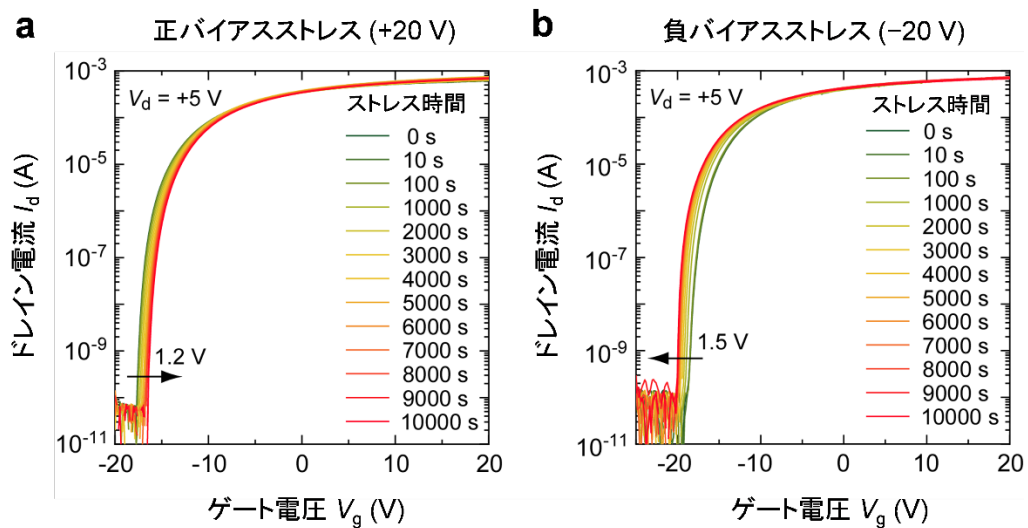 a 正バイアスストレス (+20 V)
10⁻³
10⁻⁵
10⁻⁷
10⁻⁹
10⁻¹¹
ドレイン電流 I_d (A)
V_d = +5 V
ストレス時間
0 s
10 s
100 s
1000 s
2000 s
3000 s
4000 s
5000 s
6000 s
7000 s
8000 s
9000 s
10000 s
1.2 V
-20 -10 0 10 20
ゲート電圧 V_g (V)
b 負バイアスストレス (−20 V)
10⁻³
10⁻⁵
10⁻⁷
10⁻⁹
10⁻¹¹
ドレイン電流 I_d (A)
V_d = +5 V
ストレス時間
0 s
10 s
100 s
1000 s
2000 s
3000 s
4000 s
5000 s
6000 s
7000 s
8000 s
9000 s
10000 s
1.5 V
-20 -10 0 10 20
ゲート電圧 V_g (V)